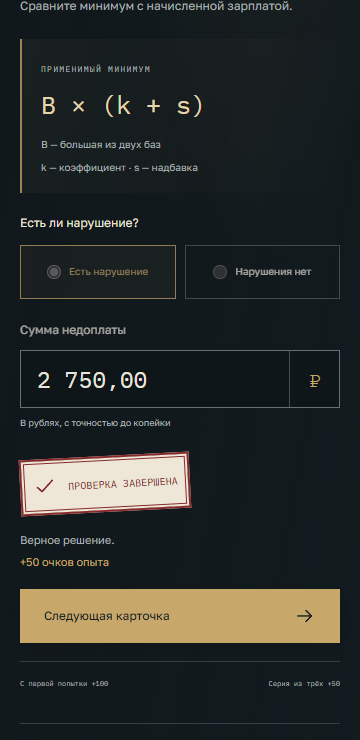 Сравните минимум с начисленной зарплатой.
ПРИМЕНИМЫЙ МИНИМУМ
B × (k + s)
B — большая из двух баз
k — коэффициент · s — надбавка
Есть ли нарушение?
Есть нарушение
Нарушения нет
Сумма недоплаты
2 750,00 ₽
В рублях, с точностью до копейки
ПРОВЕРКА ЗАВЕРШЕНА
Верное решение.
+50 очков опыта
Следующая карточка
С первой попытки +100
Серия из трёх +50